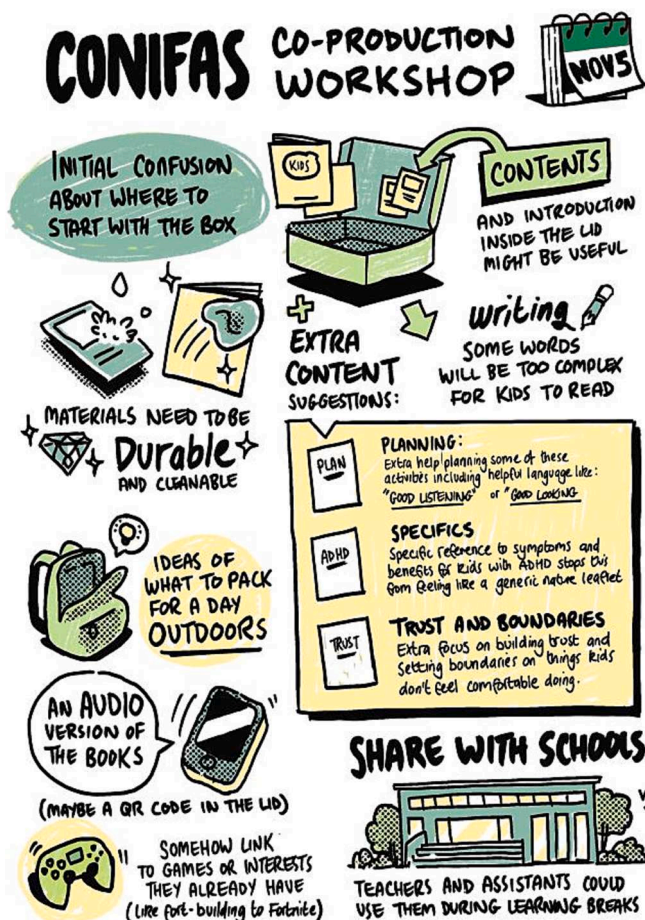 CONIFAS CO-PRODUCTION
WORKSHOP
NOV5
INITIAL CONFUSION
ABOUT WHERE TO
START WITH THE BOX
KIDS
CONTENTS
AND INTRODUCTION
INSIDE THE LID
MIGHT BE USEFUL
MATERIALS NEED TO BE
Durable
AND CLEANABLE
EXTRA
CONTENT
SUGGESTIONS:
writing
SOME WORDS
WILL BE TOO COMPLEX
FOR KIDS TO READ
PLAN
PLANNING:
Extra help planning some of these
activities including helpful language like:
"GOOD LISTENING" or "GOOD LOOKING
ADHD
SPECIFICS
Specific reference to symptoms and
benefits for kids with ADHD stops this
from feeling like a generic nature leaflet
TRUST
TRUST AND BOUNDARIES
Extra focus on building trust and
setting boundaries on things kids
don't feel comfortable doing.
IDEAS OF
WHAT TO PACK
FOR A DAY
OUTDOORS
AN AUDIO
VERSION OF
THE BOOKS
(MAYBE A QR CODE IN THE LID)
SOMEHOW LINK
TO GAMES OR INTERESTS
THEY ALREADY HAVE
(LIKE fort-building to Fortnite)
SHARE WITH SCHOOLS
TEACHERS AND ASSISTANTS COULD
USE THEM DURING LEARNING BREAKS